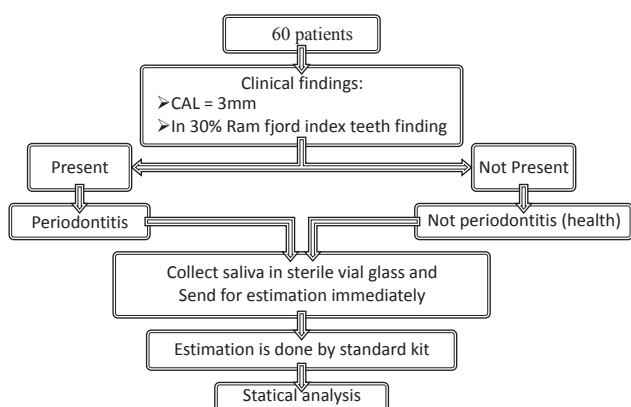 60 patients
Clinical findings:
➤CAL = 3mm
➤In 30% Ram fjord index teeth finding
Present
Not Present
Periodontitis
Not periodontitis (health)
Collect saliva in sterile vial glass and
Send for estimation immediately
Estimation is done by standard kit
Statical analysis